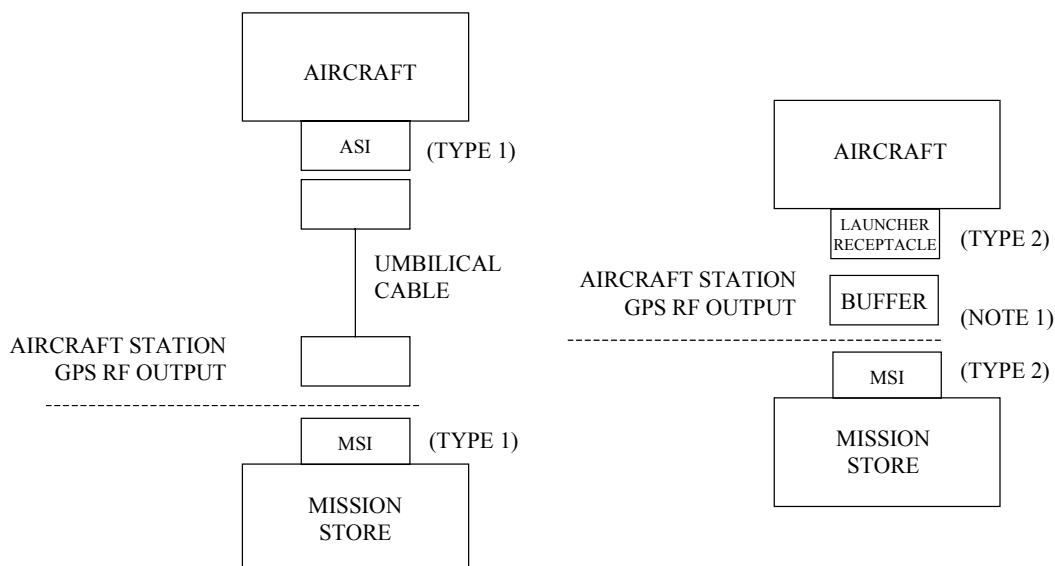 AIRCRAFT
ASI
(TYPE 1)
UMBILICAL
CABLE
AIRCRAFT STATION
GPS RF OUTPUT
MSI
(TYPE 1)
MISSION
STORE
AIRCRAFT
LAUNCHER
RECEPTACLE
(TYPE 2)
AIRCRAFT STATION
GPS RF OUTPUT
BUFFER
(NOTE 1)
MSI
(TYPE 2)
MISSION
STORE